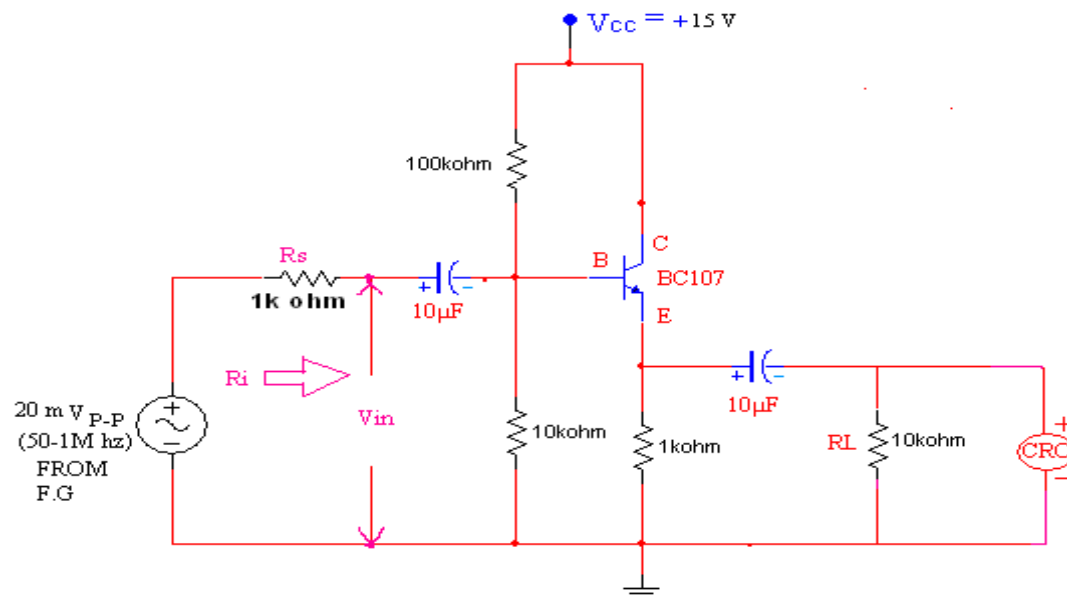 Vcc = +15 V
100kohm
C
B
BC107
E
Rs
1k ohm
+
-
10µF
Ri
Vin
20 m V P-P
(50-1M hz)
FROM
F.G
+
-
10kohm
1kohm
+
-
10µF
RL
10kohm
+
CRO
-